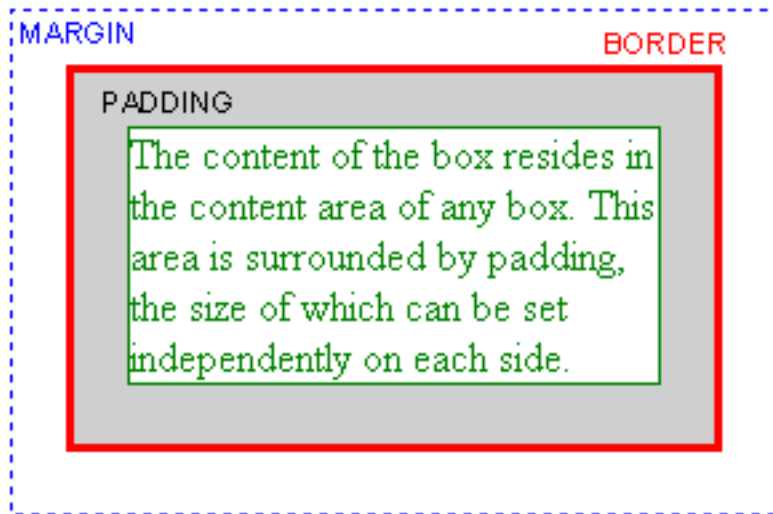 MARGIN
BORDER
PADDING
The content of the box resides in
the content area of any box. This
area is surrounded by padding,
the size of which can be set
independently on each side.